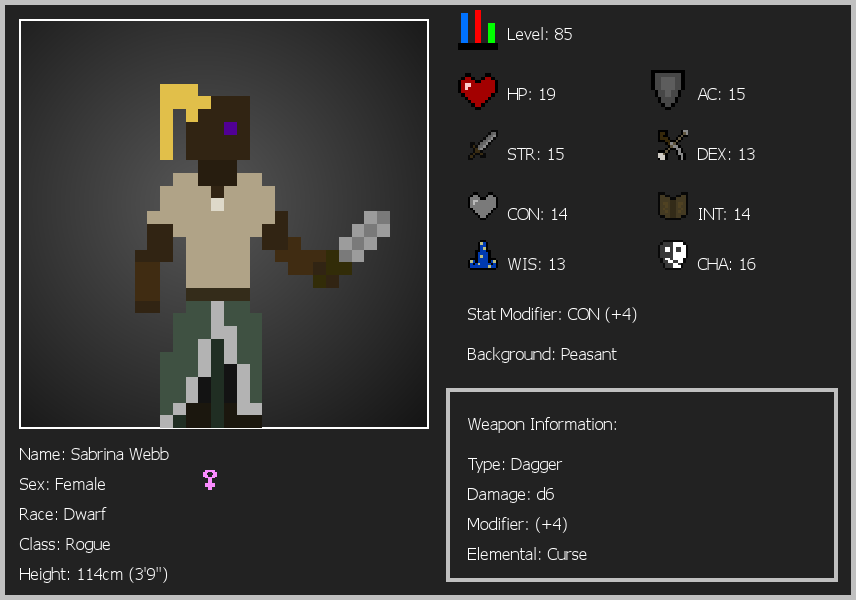 Level: 85
HP: 19
AC: 15
STR: 15
DEX: 13
CON: 14
INT: 14
WIS: 13
CHA: 16
Stat Modifier: CON (+4)
Background: Peasant
Weapon Information:
Type: Dagger
Damage: d6
Modifier: (+4)
Elemental: Curse
Name: Sabrina Webb
Sex: Female
Race: Dwarf
Class: Rogue
Height: 114cm (3'9")